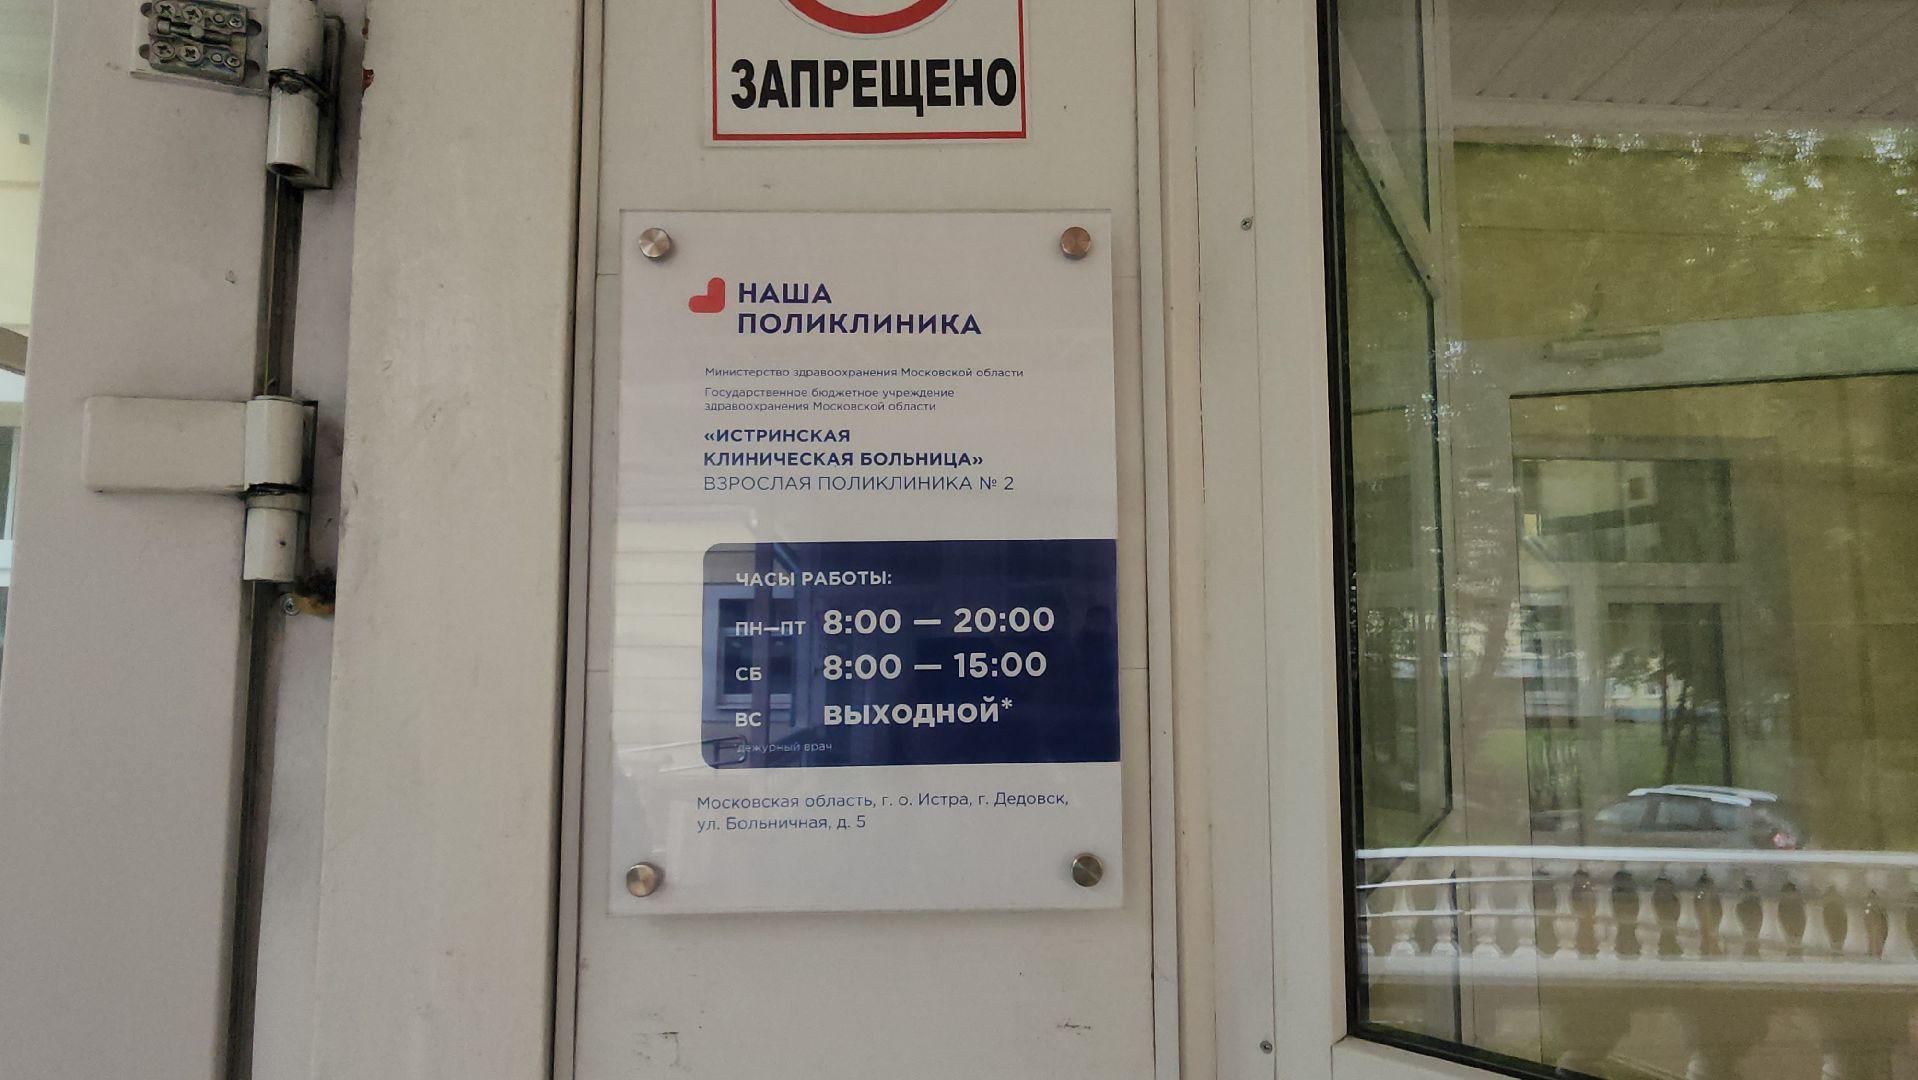 ЗАПРЕЩЕНО
НАША
ПОЛИКЛИНИКА
Министерство здравоохранения Московской области
Государственное бюджетное учреждение
здравоохранения Московской области
«ИСТРИНСКАЯ
КЛИНИЧЕСКАЯ БОЛЬНИЦА»
ВЗРОСЛАЯ ПОЛИКЛИНИКА № 2
ЧАСЫ РАБОТЫ:
ПН—ПТ 8:00 — 20:00
СБ 8:00 — 15:00
ВС ВЫХОДНОЙ*
*дежурный врач
Московская область, г. о. Истра, г. Дедовск,
ул. Больничная, д. 5